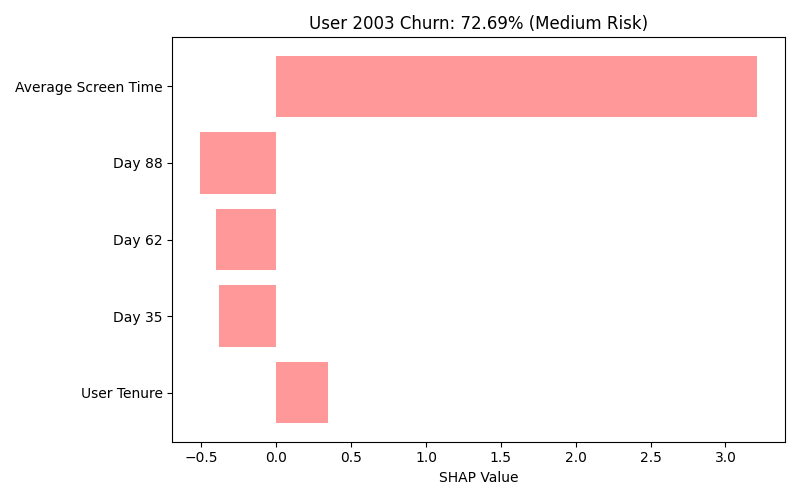 User 2003 Churn: 72.69% (Medium Risk)
Average Screen Time
Day 88
Day 62
Day 35
User Tenure
−0.5 0.0 0.5 1.0 1.5 2.0 2.5 3.0
SHAP Value